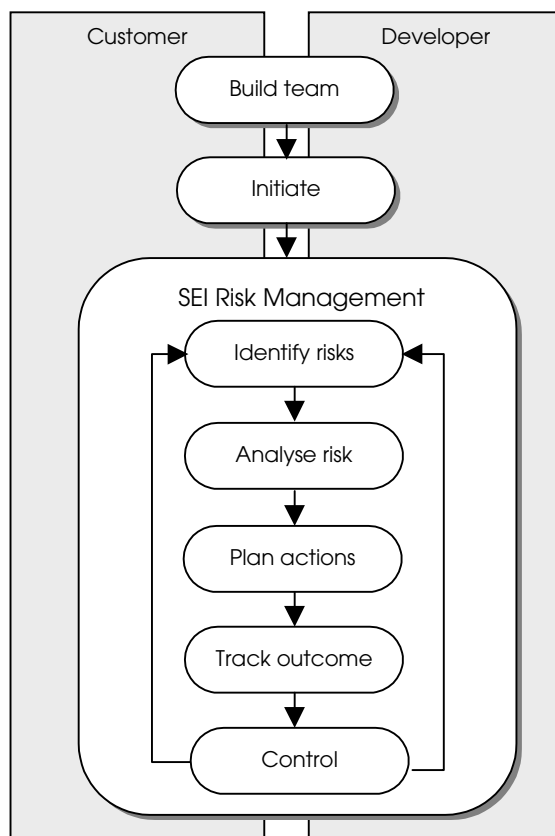 Customer
Developer
Build team
Initiate
SEI Risk Management
Identify risks
Analyse risk
Plan actions
Track outcome
Control